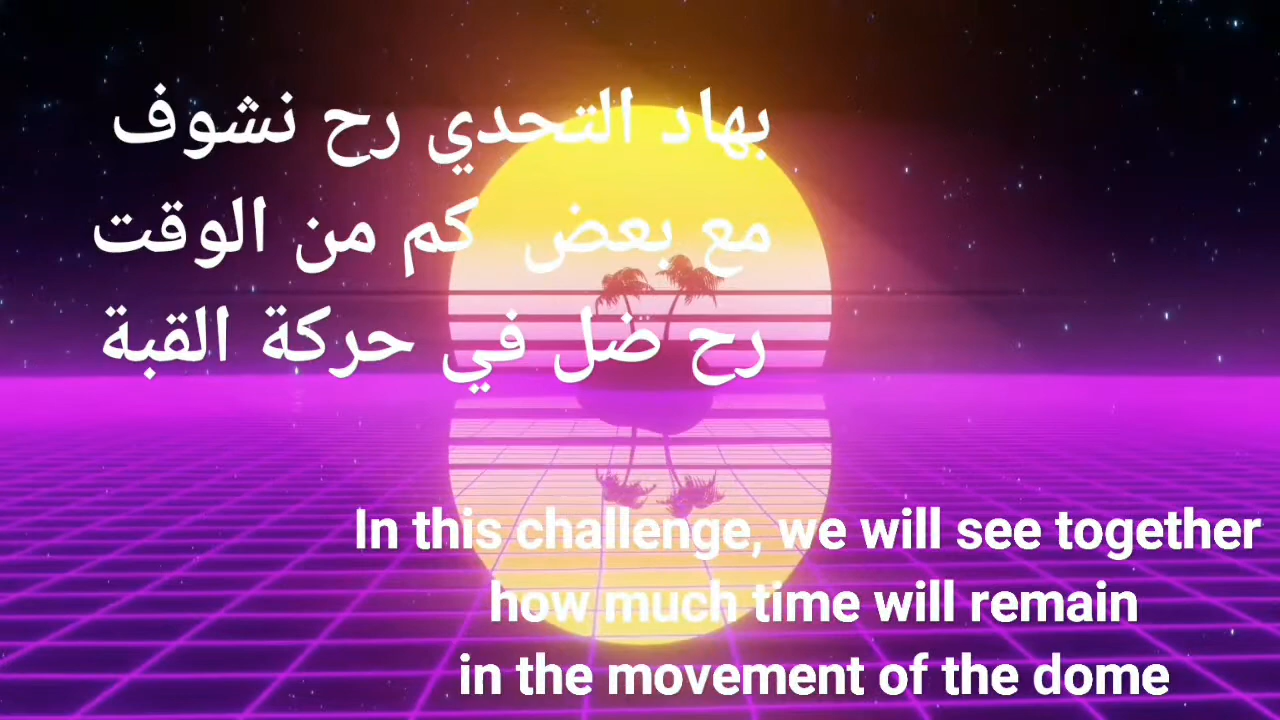 بهاد التحدي رح نشوف
مع بعض كم من الوقت
رح ضل في حركة القبة
In this challenge, we will see together
how much time will remain
in the movement of the dome